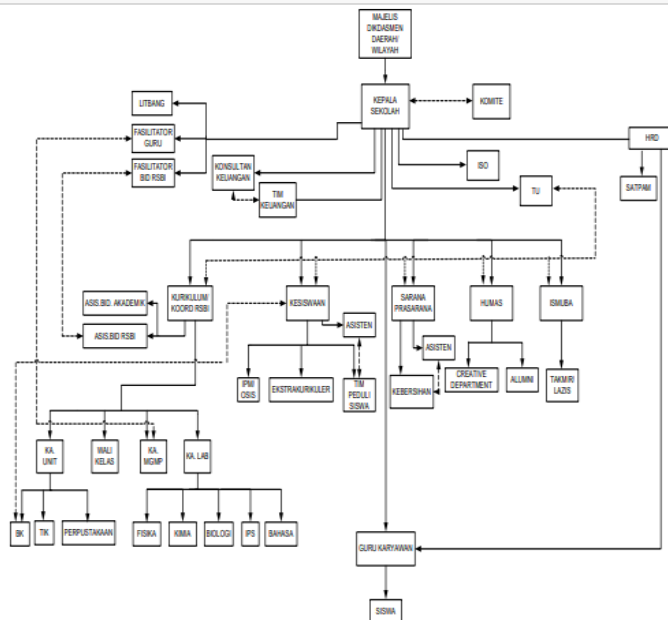 MAJELIS
DIKDASMEN
DAERAH/
WILAYAH
LITBANG
KEPALA
SEKOLAH
KOMITE
FASILITATOR
GURU
HRD
FASILITATOR
BID RSBI
KONSULTAN
KEUANGAN
ISO
SATPAM
TIM
KEUANGAN
TU
ASIS.BID. AKADEMIK
KURIKULUM/
KOORD RSBI
KESISWAAN
SARANA
PRASARANA
HUMAS
ISMUBA
ASIS.BID RSBI
ASISTEN
ASISTEN
IPM/
OSIS
EKSTRAKURIKULER
TIM
PEDULI
SISWA
KEBERSIHAN
CREATIVE
DEPARTMENT
ALUMNI
TAKMIR/
LAZIS
KA.
UNIT
WALI
KELAS
KA.
MGMP
KA. LAB
BK
TIK
PERPUSTAKAAN
FISIKA
KIMIA
BIOLOGI
IPS
BAHASA
GURU KARYAWAN
SISWA